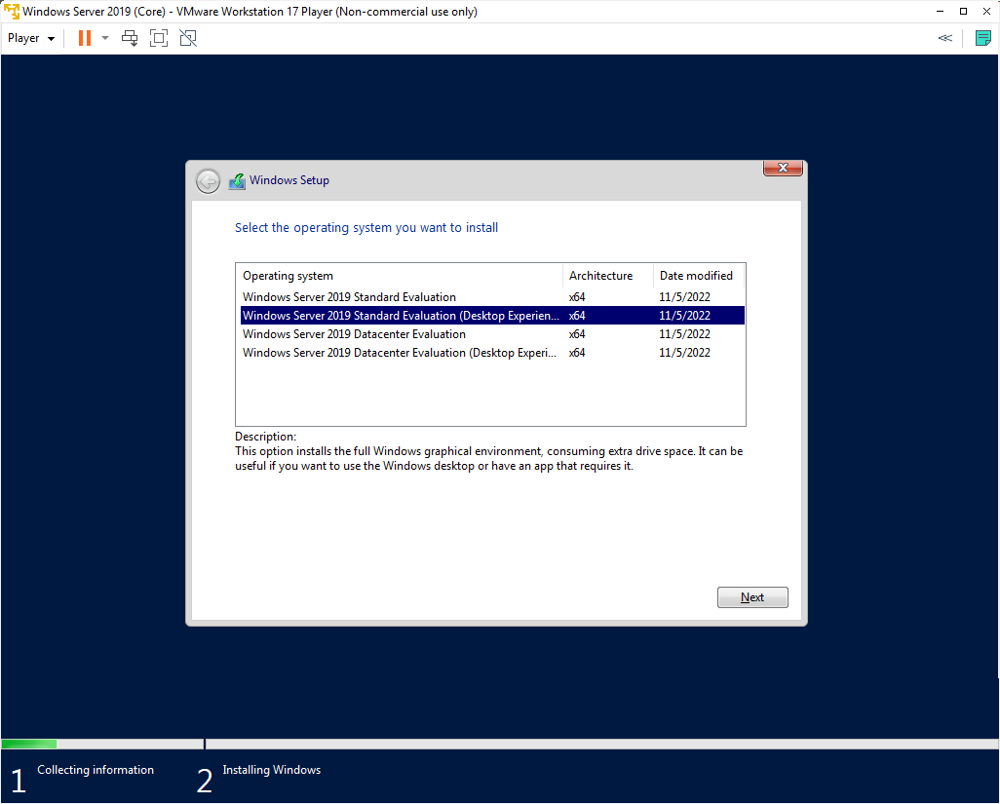 Windows Server 2019 (Core) - VMware Workstation 17 Player (Non-commercial use only)
Player
Windows Setup
Select the operating system you want to install
Operating system Architecture Date modified
Windows Server 2019 Standard Evaluation x64 11/5/2022
Windows Server 2019 Standard Evaluation (Desktop Experien... x64 11/5/2022
Windows Server 2019 Datacenter Evaluation x64 11/5/2022
Windows Server 2019 Datacenter Evaluation (Desktop Experi... x64 11/5/2022
Description:
This option installs the full Windows graphical environment, consuming extra drive space. It can be
useful if you want to use the Windows desktop or have an app that requires it.
Next
1 Collecting information 2 Installing Windows